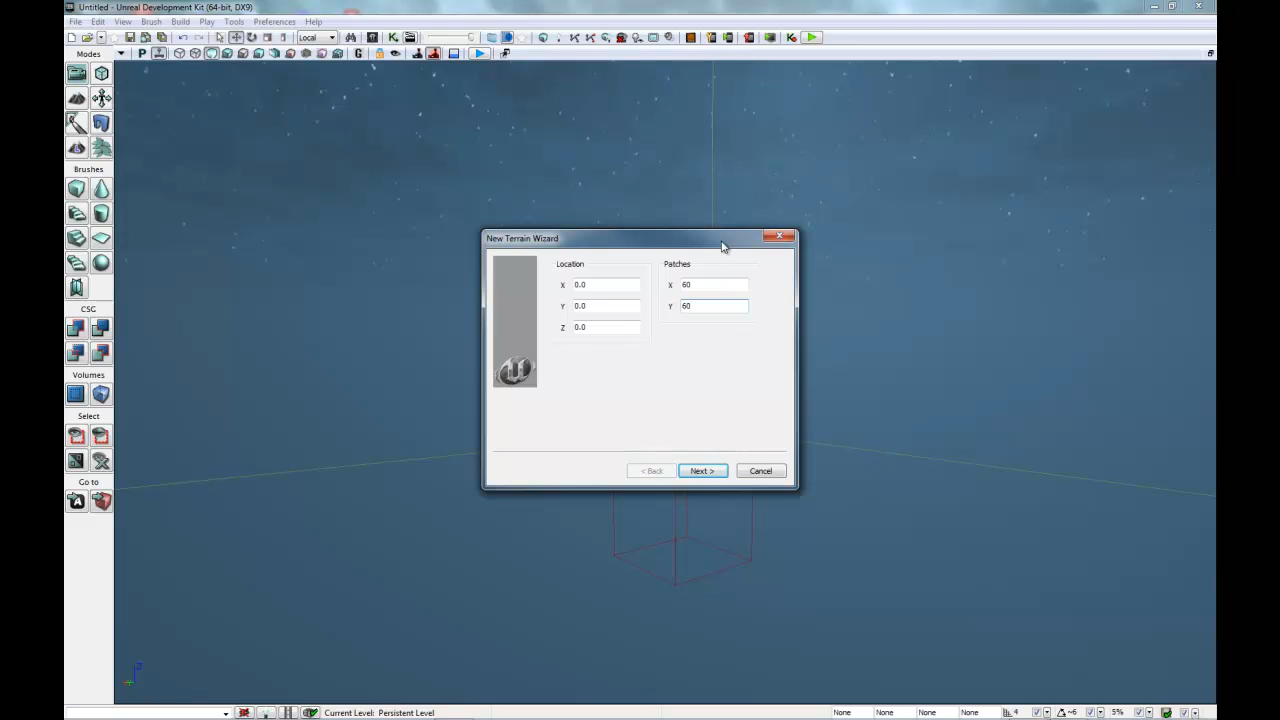 Untitled - Unreal Development Kit (64-bit, DX9)
File Edit View Brush Build Play Tools Preferences Help
Local
Modes
P
G
Brushes
CSG
Volumes
Select
Go to
New Terrain Wizard
Location
Patches
X 0.0
X 60
Y 0.0
Y 60
Z 0.0
< Back
Next >
Cancel
Current Level: Persistent Level
None None None None 4 ~6 5%